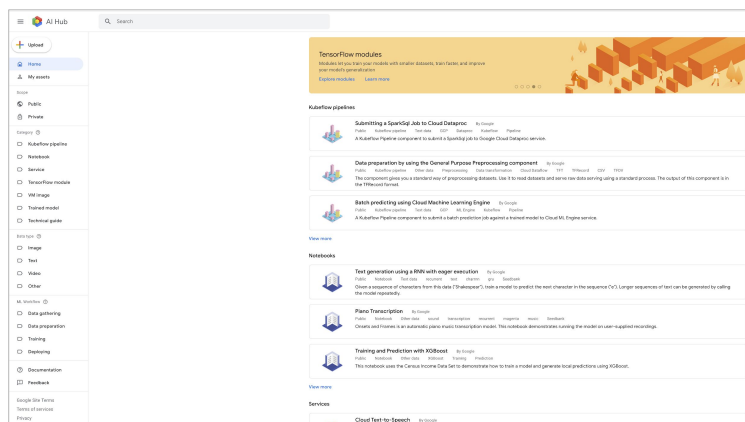 AI Hub
Search
Upload
Home
My assets
Scope
Public
Private
Category
Kubeflow pipeline
Notebook
Service
TensorFlow module
VM image
Trained model
Technical guide
Data type
Image
Text
Video
Other
ML Workflow
Data gathering
Data preparation
Training
Deploying
Documentation
Feedback
Google Site Terms
Terms of services
Privacy
TensorFlow modules
Modules let you train your models with smaller datasets, train faster, and improve
your model's generalization
Explore modules Learn more
Kubeflow pipelines
Submitting a SparkSql Job to Cloud Dataproc By Google
Public Kubeflow pipeline Text data GCP Dataproc Kubeflow Pipeline
A Kubeflow Pipeline component to submit a SparkSql job to Google Cloud Dataproc service.
Data preparation by using the General Purpose Preprocessing component By Google
Public Kubeflow pipeline Other data Preprocessing Data transformation Cloud Dataflow TFT TFRecord CSV TFDV
The component gives you a standard way of preprocessing datasets. Use it to read datasets and serve raw data serving using a standard process. The output of this component is in
the TFRecord format.
Batch predicting using Cloud Machine Learning Engine By Google
Public Kubeflow pipeline Text data GCP ML Engine Kubeflow Pipeline
A Kubeflow Pipeline component to submit a batch prediction job against a trained model to Cloud ML Engine service.
View more
Notebooks
Text generation using a RNN with eager execution By Google
Public Notebook Text data recurrent text charrnn gru Seedbank
Given a sequence of characters from this data ("Shakespear"), train a model to predict the next character in the sequence ("e"). Longer sequences of text can be generated by calling
the model repeatedly.
Piano Transcription By Google
Public Notebook Other data sound transcription recurrent magenta music Seedbank
Onsets and Frames is an automatic piano music transcription model. This notebook demonstrates running the model on user-supplied recordings.
Training and Prediction with XGBoost By Google
Public Notebook Other data XGBoost Training Prediction
This notebook uses the Census Income Data Set to demonstrate how to train a model and generate local predictions using XGBoost.
View more
Services
Cloud Text-to-Speech By Google